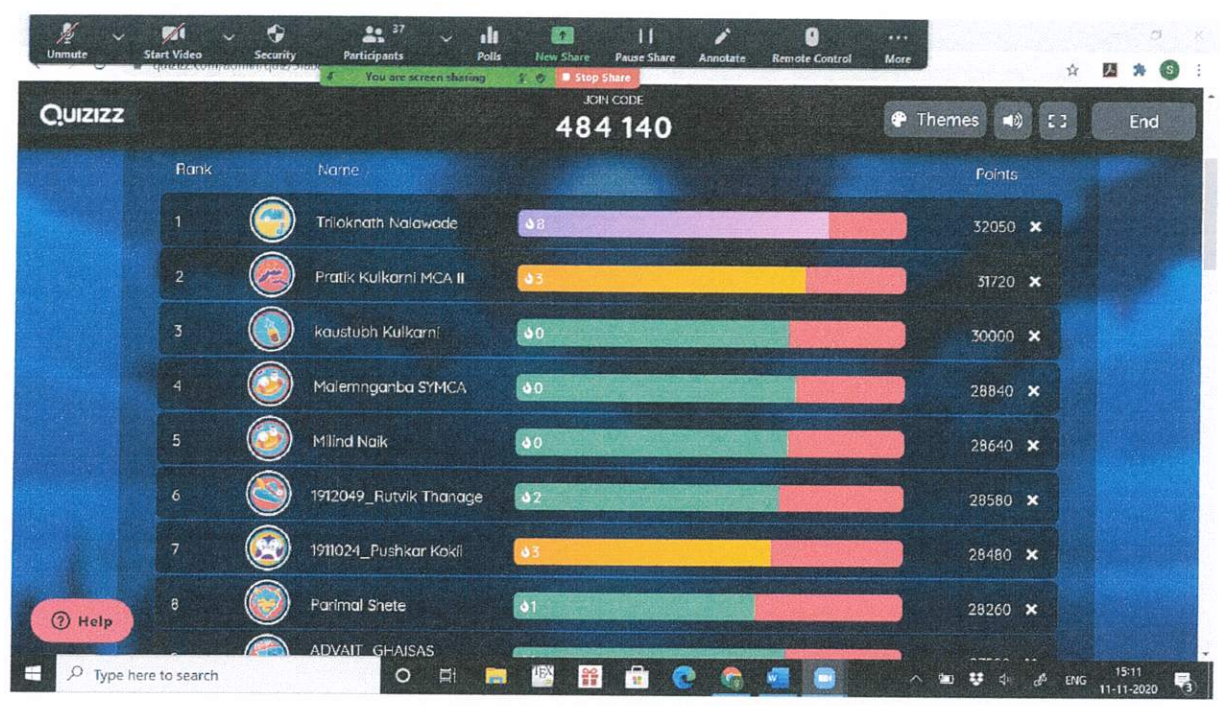 37
Unmute Start Video Security Participants Polls New Share Pause Share Annotate Remote Control More
You are screen sharing Stop Share
JOIN CODE
Quizizz 484 140 Themes End
Rank Name Points
1 Triloknath Nalawade 8 32050
2 Pratik Kulkarni MCA II 3 31720
3 kaustubh Kulkarni 0 30000
4 Malemnganba SYMCA 0 28840
5 Milind Naik 0 28640
6 1912049_Rutvik Thanage 2 28580
7 1911024_Pushkar Kokil 3 28480
8 Parimal Shete 1 28260
Help
ADVAIT_GHAISAS
Type here to search ENG 15:11
11-11-2020 3